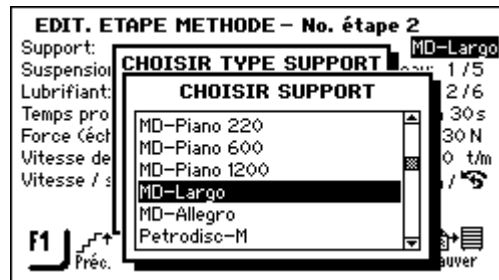 EDIT. ETAPE METHODE – No. étape 2
Support: MD-Largo
CHOISIR TYPE SUPPORT
Suspension 1/5
CHOISIR SUPPORT
Lubrifiant: 2/6
Temps pro 30s
Force (éch 30N
Vitesse de 0 t/m
Vitesse / s /
MD-Piano 220
MD-Piano 600
MD-Piano 1200
MD-Largo
MD-Allegro
Petrodisc-M
F1
Préc. auver